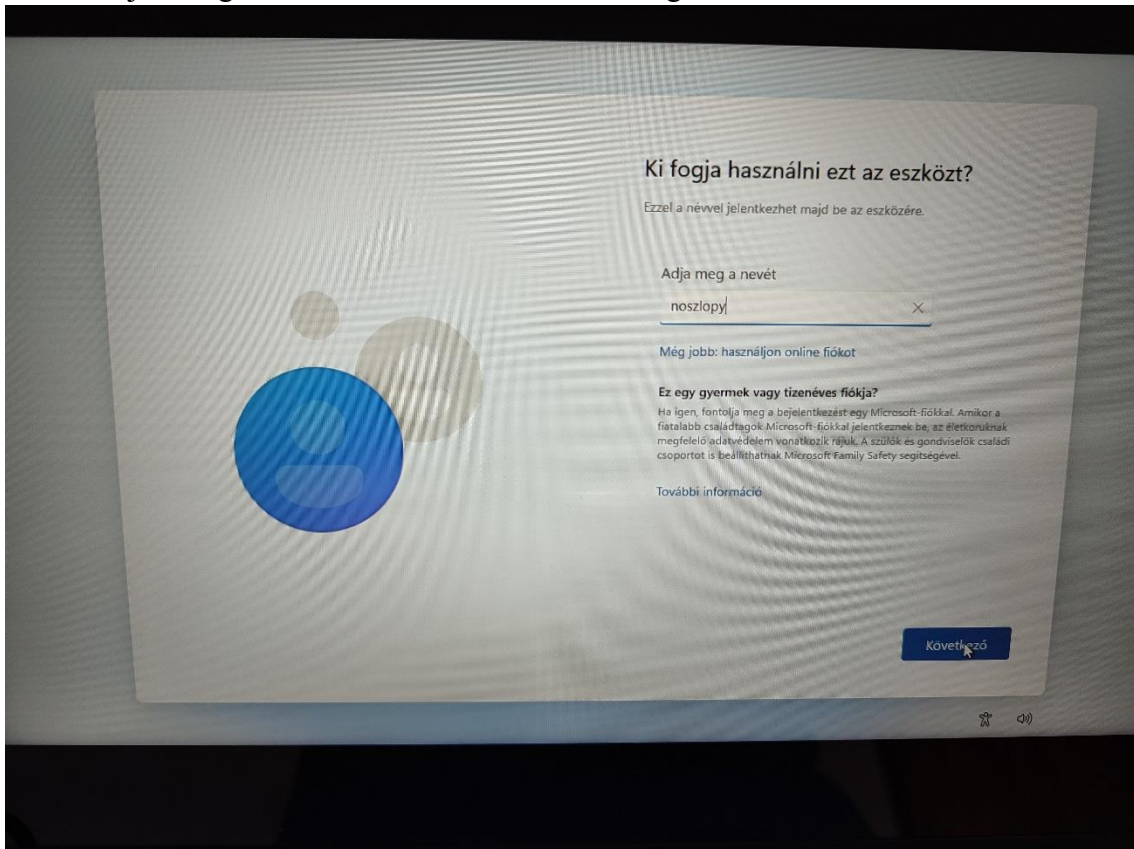 Ki fogja használni ezt az eszközt?
Ezzel a névvel jelentkezhet majd be az eszközére.
Adja meg a nevét
noszlopy
Még jobb: használjon online fiókot
Ez egy gyermek vagy tizenéves fiókja?
Ha igen, fontolja meg a bejelentkezést egy Microsoft-fiókkal. Amikor a
fiatalabb családtagok Microsoft-fiókkal jelentkeznek be, az életkoruknak
megfelelő adatvédelem vonatkozik rájuk. A szülők és gondviselők családi
csoportot is beállíthatnak Microsoft Family Safety segítségével.
További információ
Következő